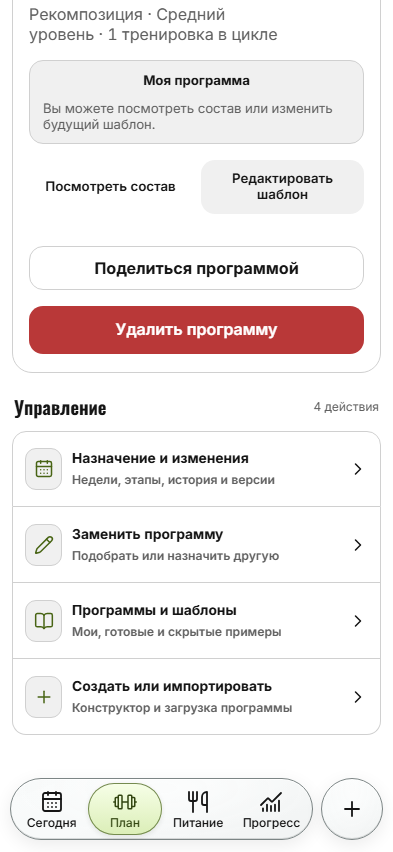 Рекомпозиция · Средний
уровень · 1 тренировка в цикле
Моя программа
Вы можете посмотреть состав или изменить
будущий шаблон.
Посмотреть состав
Редактировать
шаблон
Поделиться программой
Удалить программу
Управление
4 действия
Назначение и изменения
Недели, этапы, история и версии
Заменить программу
Подобрать или назначить другую
Программы и шаблоны
Мои, готовые и скрытые примеры
Создать или импортировать
Конструктор и загрузка программы
Сегодня
План
Питание
Прогресс